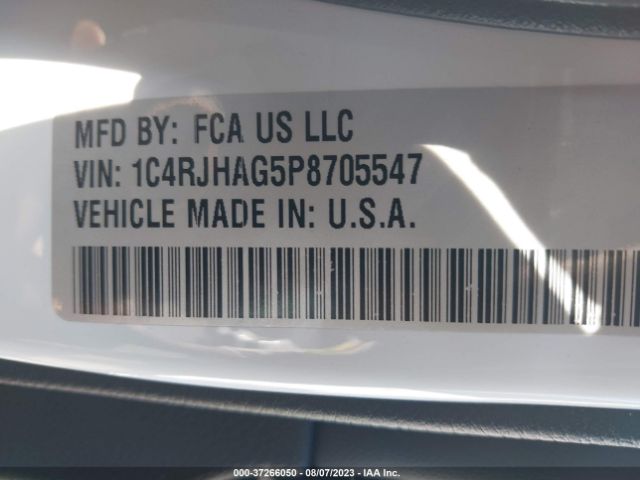 MFD BY: FCA US LLC
VIN: 1C4RJHAG5P8705547
VEHICLE MADE IN: U.S.A.
000-37266050 - 08/07/2023 - IAA Inc.